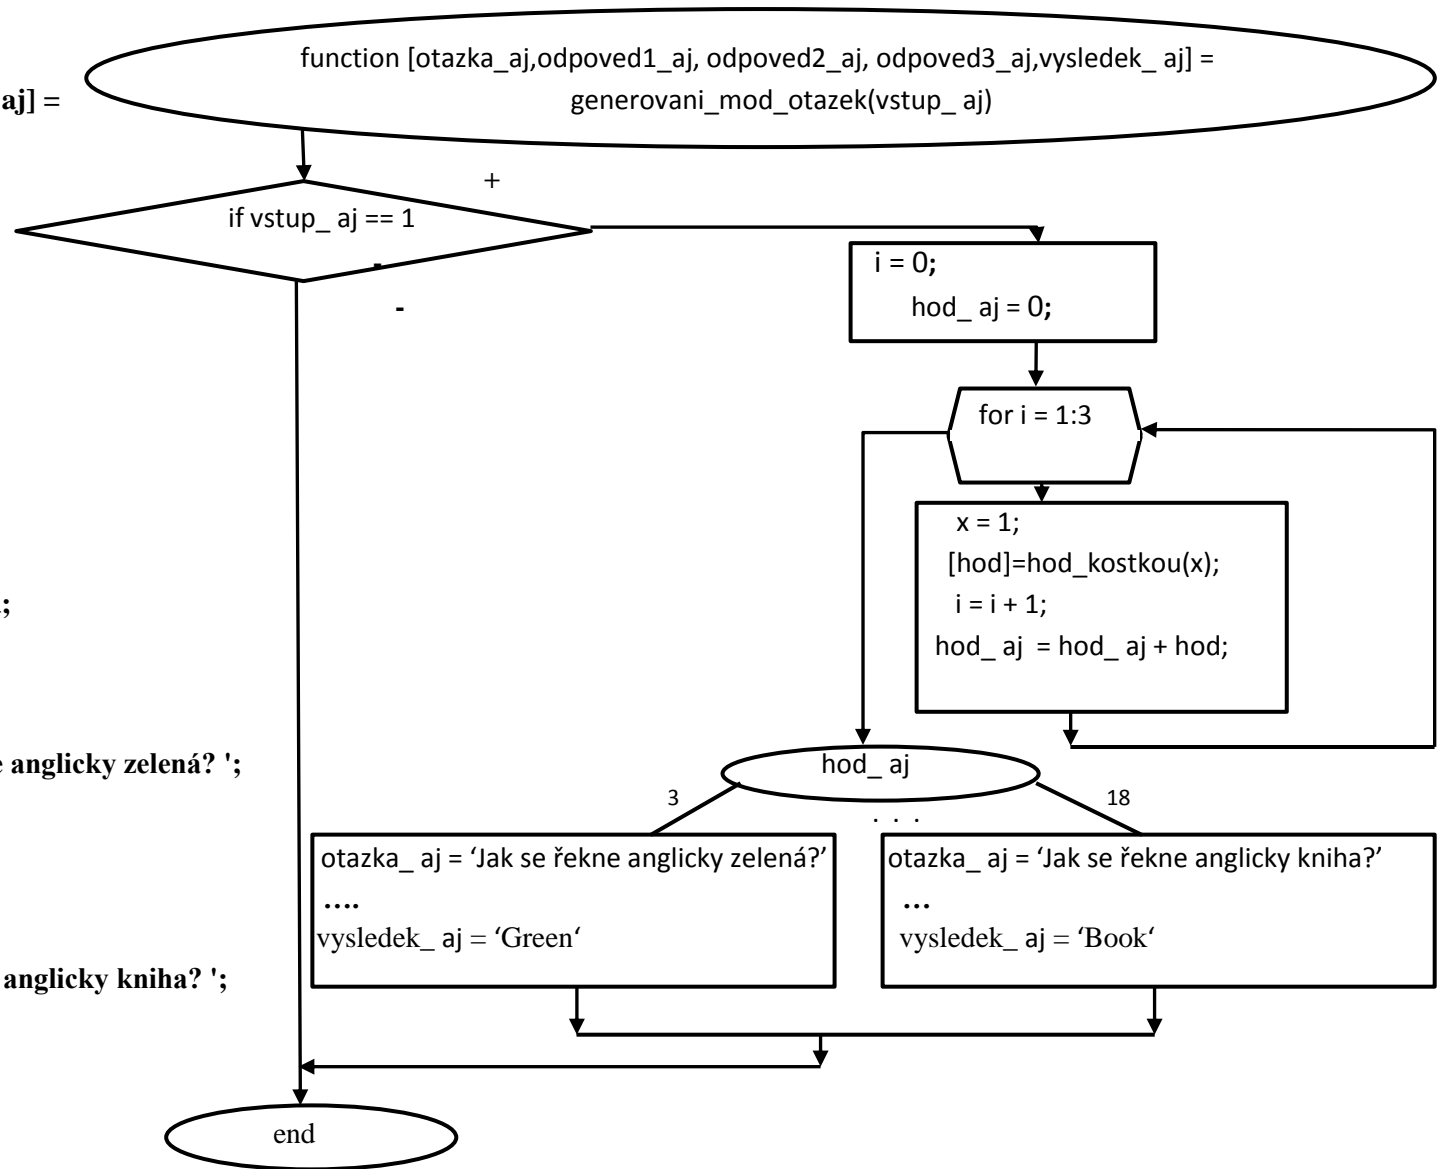 function [otazka_aj,odpoved1_aj, odpoved2_aj, odpoved3_aj,vysledek_ aj] =
generovani_mod_otazek(vstup_ aj)
aj] =
+
if vstup_ aj == 1
-
-
i = 0;
hod_ aj = 0;
for i = 1:3
x = 1;
[hod]=hod_kostkou(x);
i = i + 1;
hod_ aj = hod_ aj + hod;
;
anglicky zelená? ';
hod_ aj
3
18
. . .
otazka_ aj = ‘Jak se řekne anglicky zelená?’
....
vysledek_ aj = ‘Green‘
otazka_ aj = ‘Jak se řekne anglicky kniha?’
...
vysledek_ aj = ‘Book‘
anglicky kniha? ';
end